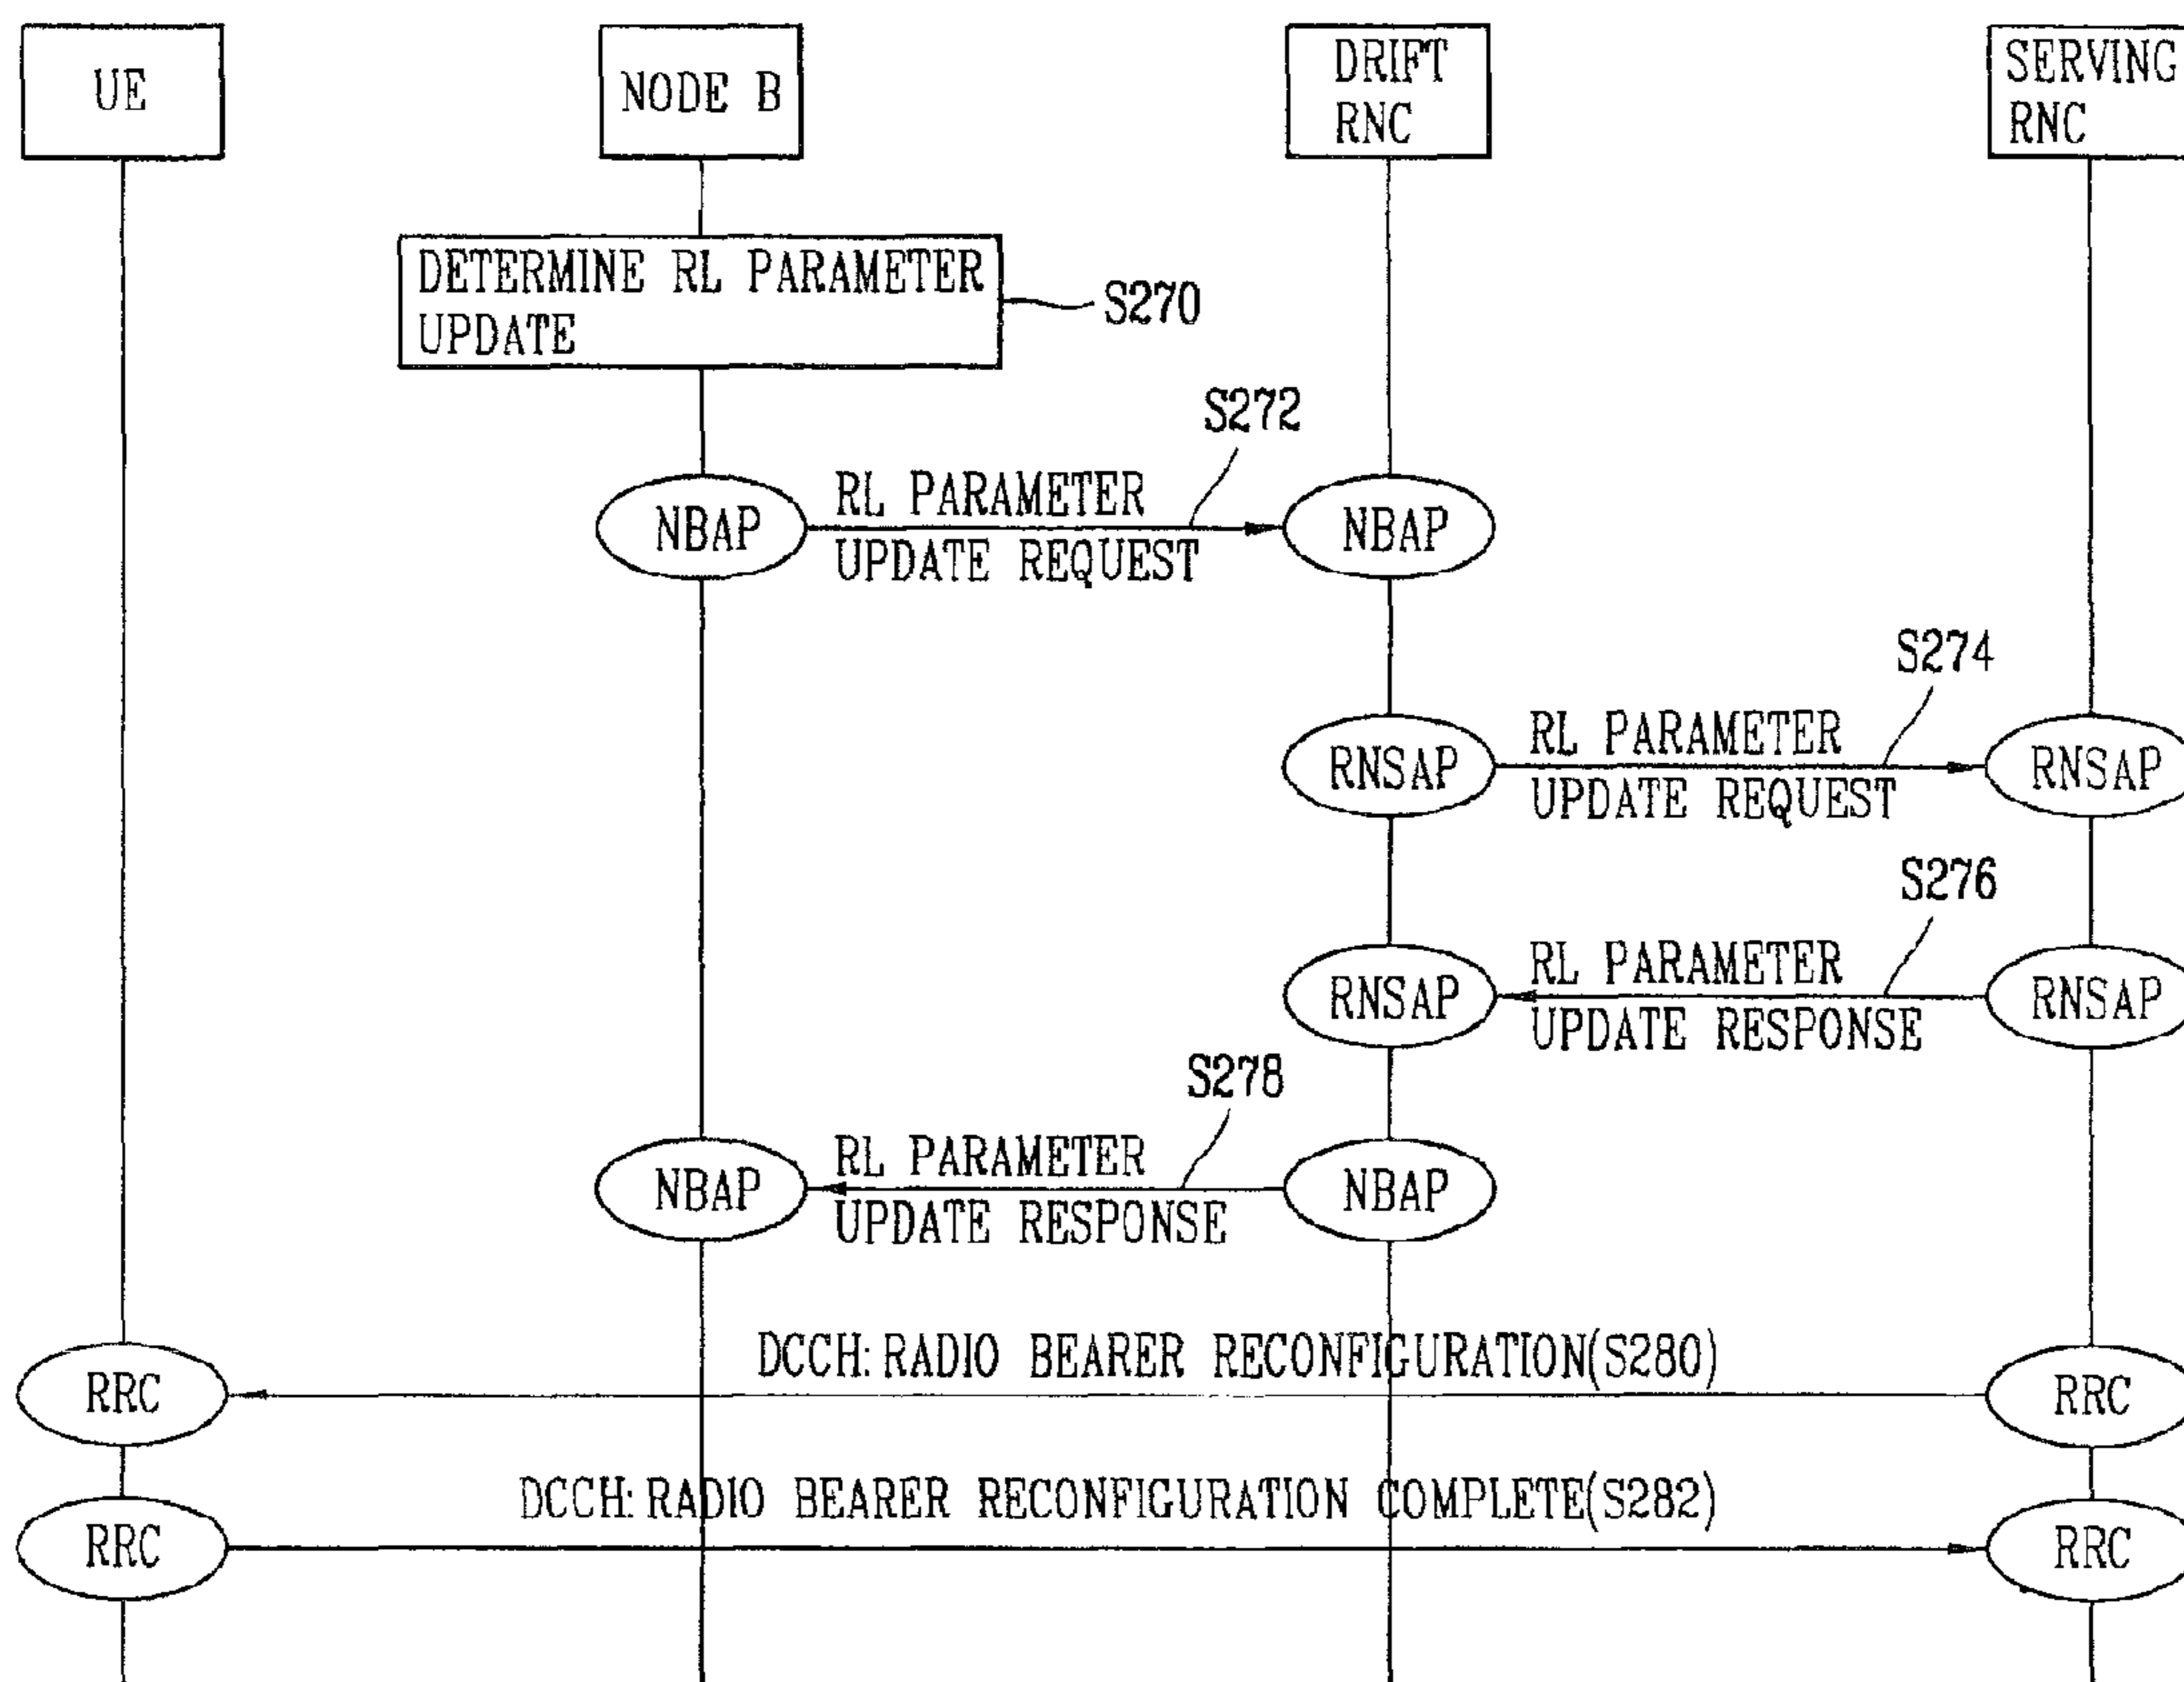 UE
NODE B
DRIFT
RNC
SERVING
RNC
DETERMINE RL PARAMETER
UPDATE
S270
S272
NBAP
RL PARAMETER
UPDATE REQUEST
NBAP
S274
RNSAP
RL PARAMETER
UPDATE REQUEST
RNSAP
S276
RNSAP
RL PARAMETER
UPDATE RESPONSE
RNSAP
S278
NBAP
RL PARAMETER
UPDATE RESPONSE
NBAP
DCCH: RADIO BEARER RECONFIGURATION(S280)
RRC
RRC
DCCH: RADIO BEARER RECONFIGURATION COMPLETE(S282)
RRC
RRC